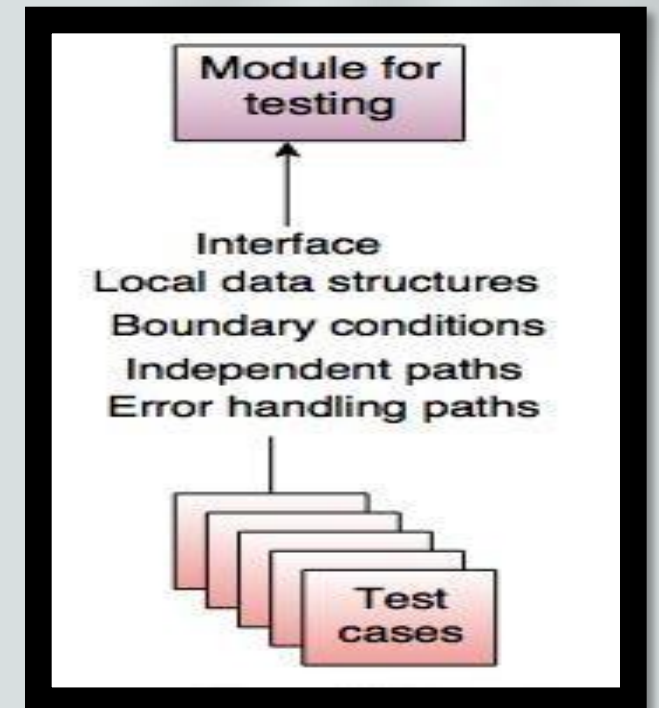 Module for
testing
Interface
Local data structures
Boundary conditions
Independent paths
Error handling paths
Test
cases